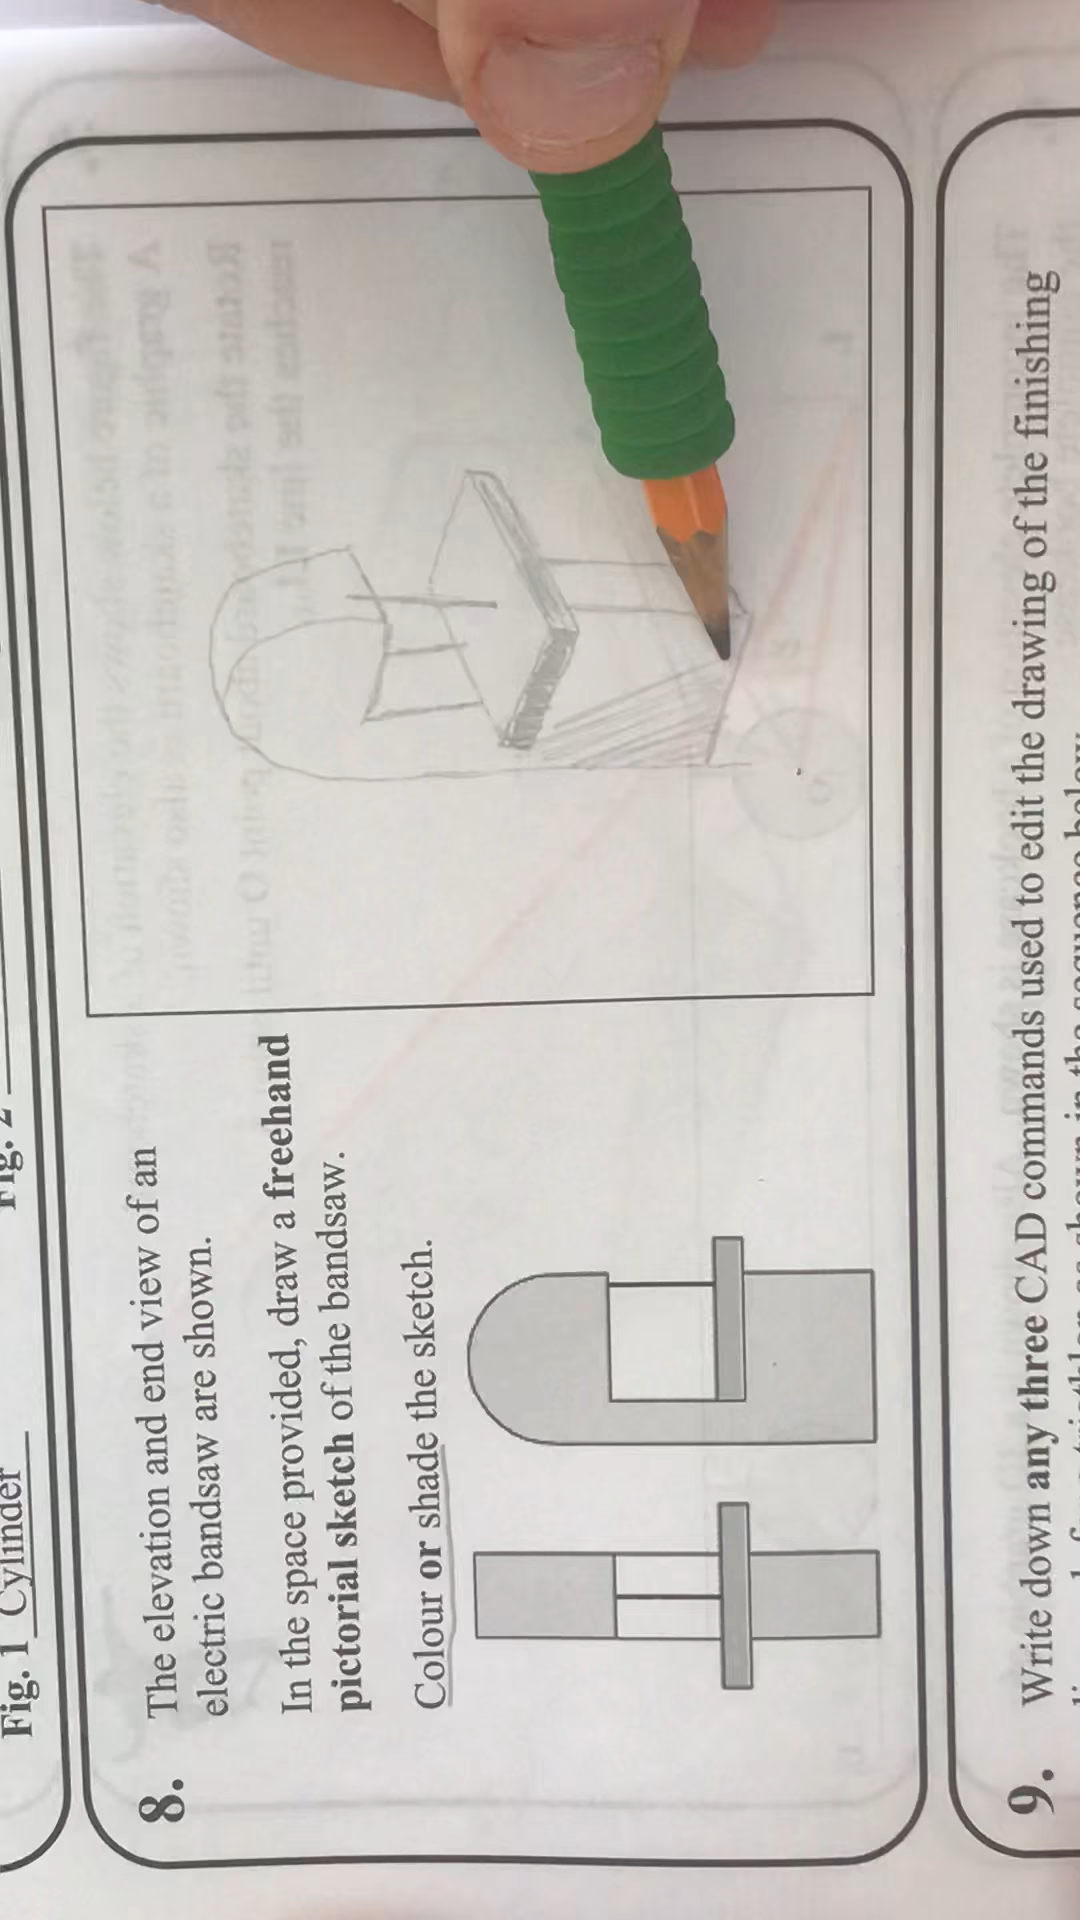 Fig. 1 Cylinder
Fig. 2
8. The elevation and end view of an
electric bandsaw are shown.
In the space provided, draw a freehand
pictorial sketch of the bandsaw.
Colour or shade the sketch.
9. Write down any three CAD commands used to edit the drawing of the finishing